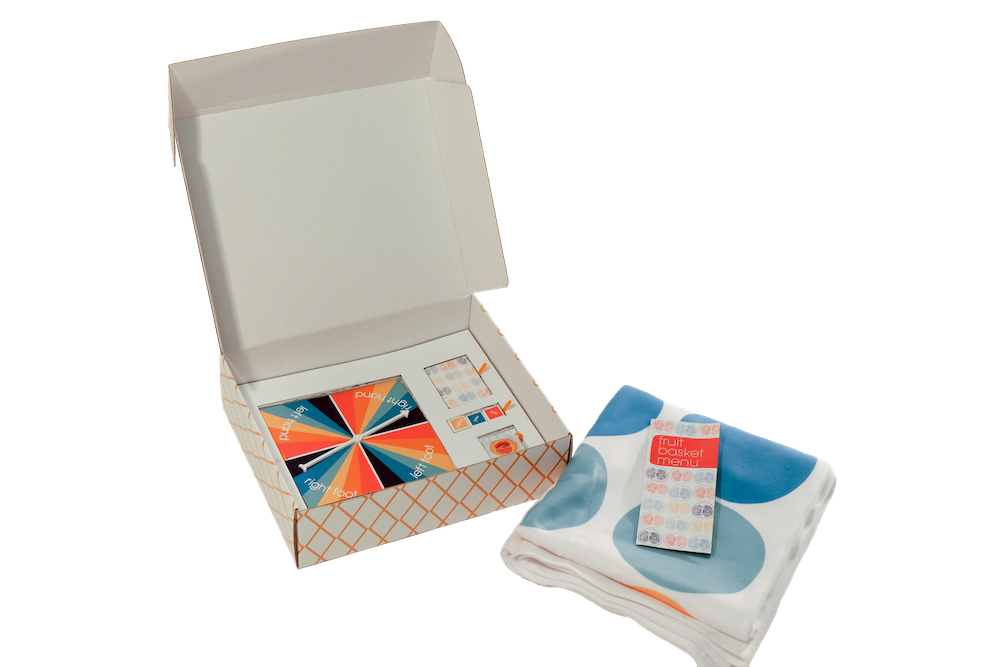 left hand
right hand
right foot
left foot
fruit
basket
menu